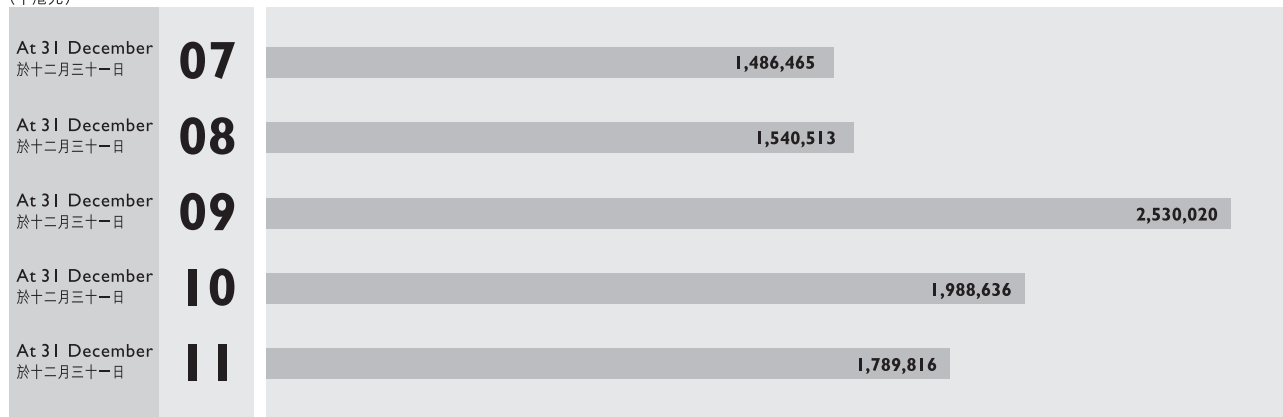 (千港元)
At 31 December
於十二月三十一日
07
1,486,465
At 31 December
於十二月三十一日
08
1,540,513
At 31 December
於十二月三十一日
09
2,530,020
At 31 December
於十二月三十一日
10
1,988,636
At 31 December
於十二月三十一日
11
1,789,816